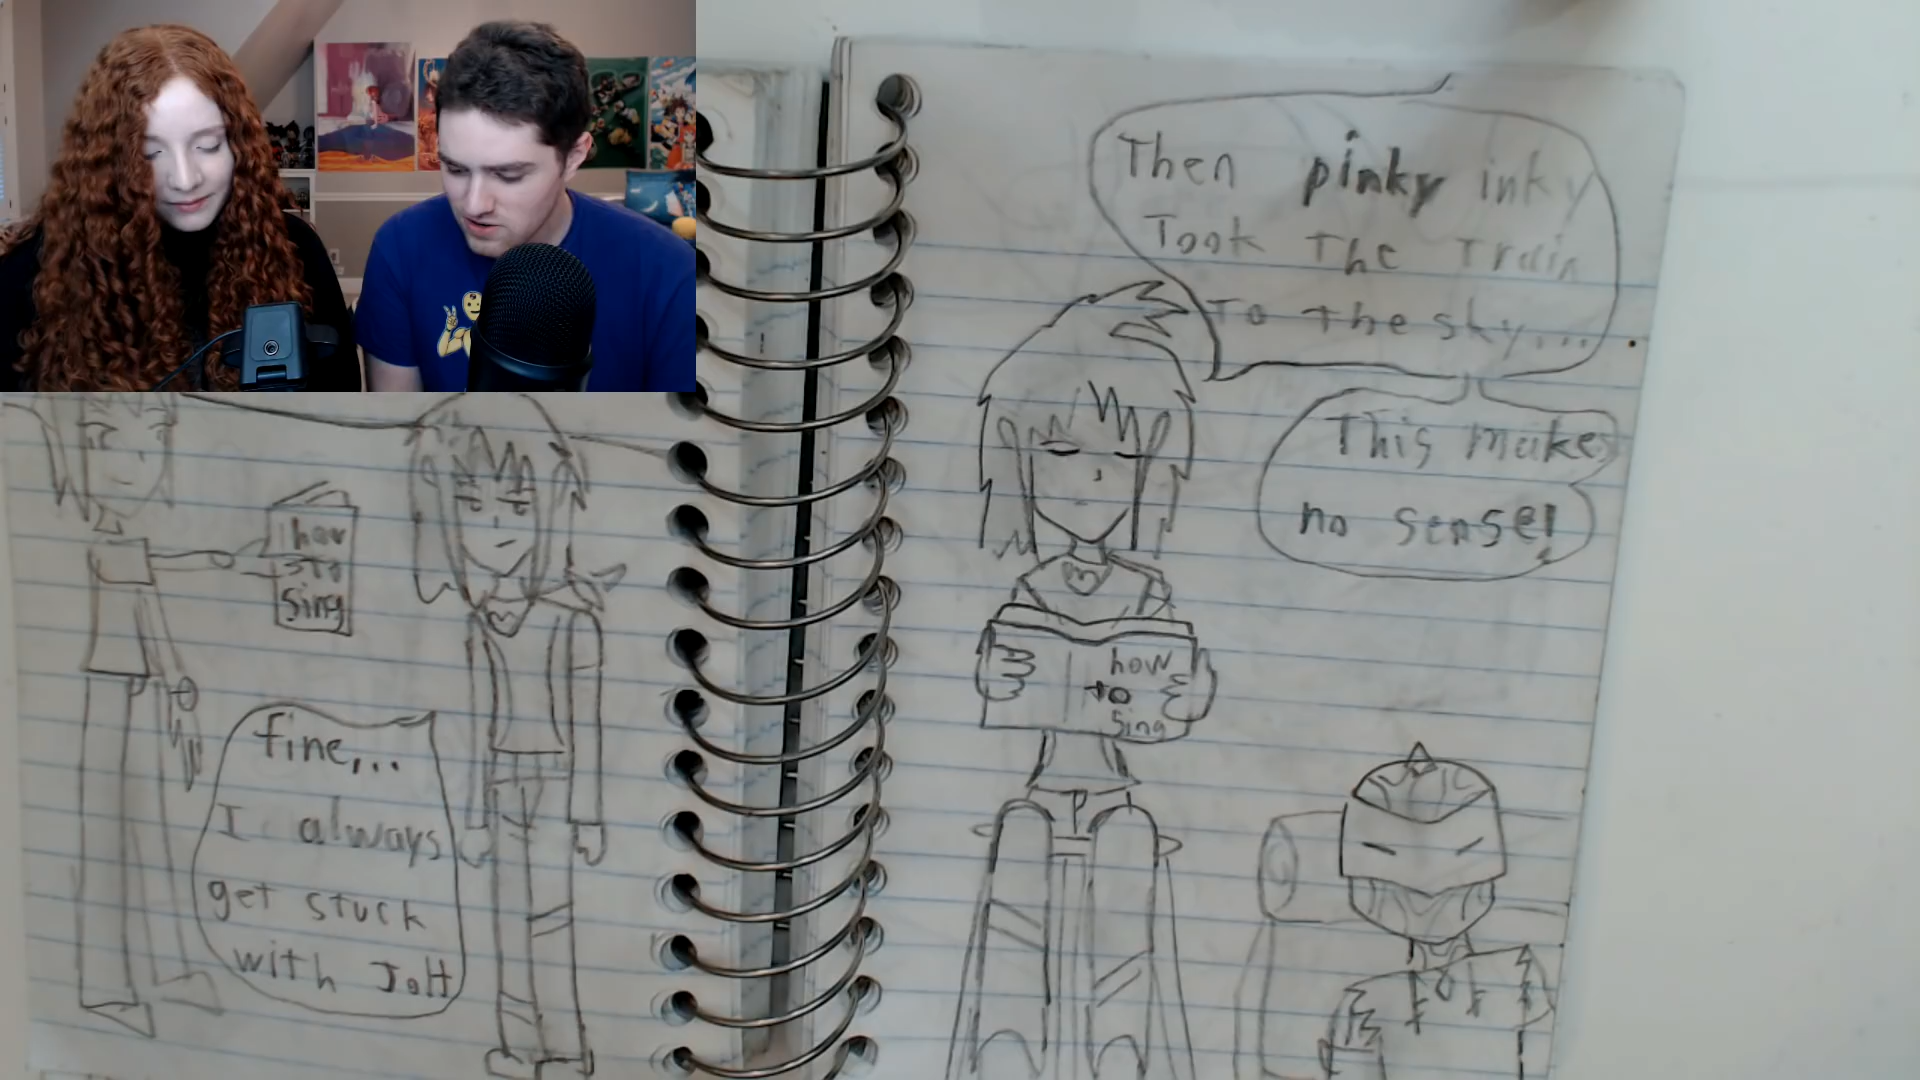 how
to
sing
fine...
I always
get stuck
with Jolt
Then pinky inky
Took The Train
To the sky....
This makes
no sense!
how
to
sing